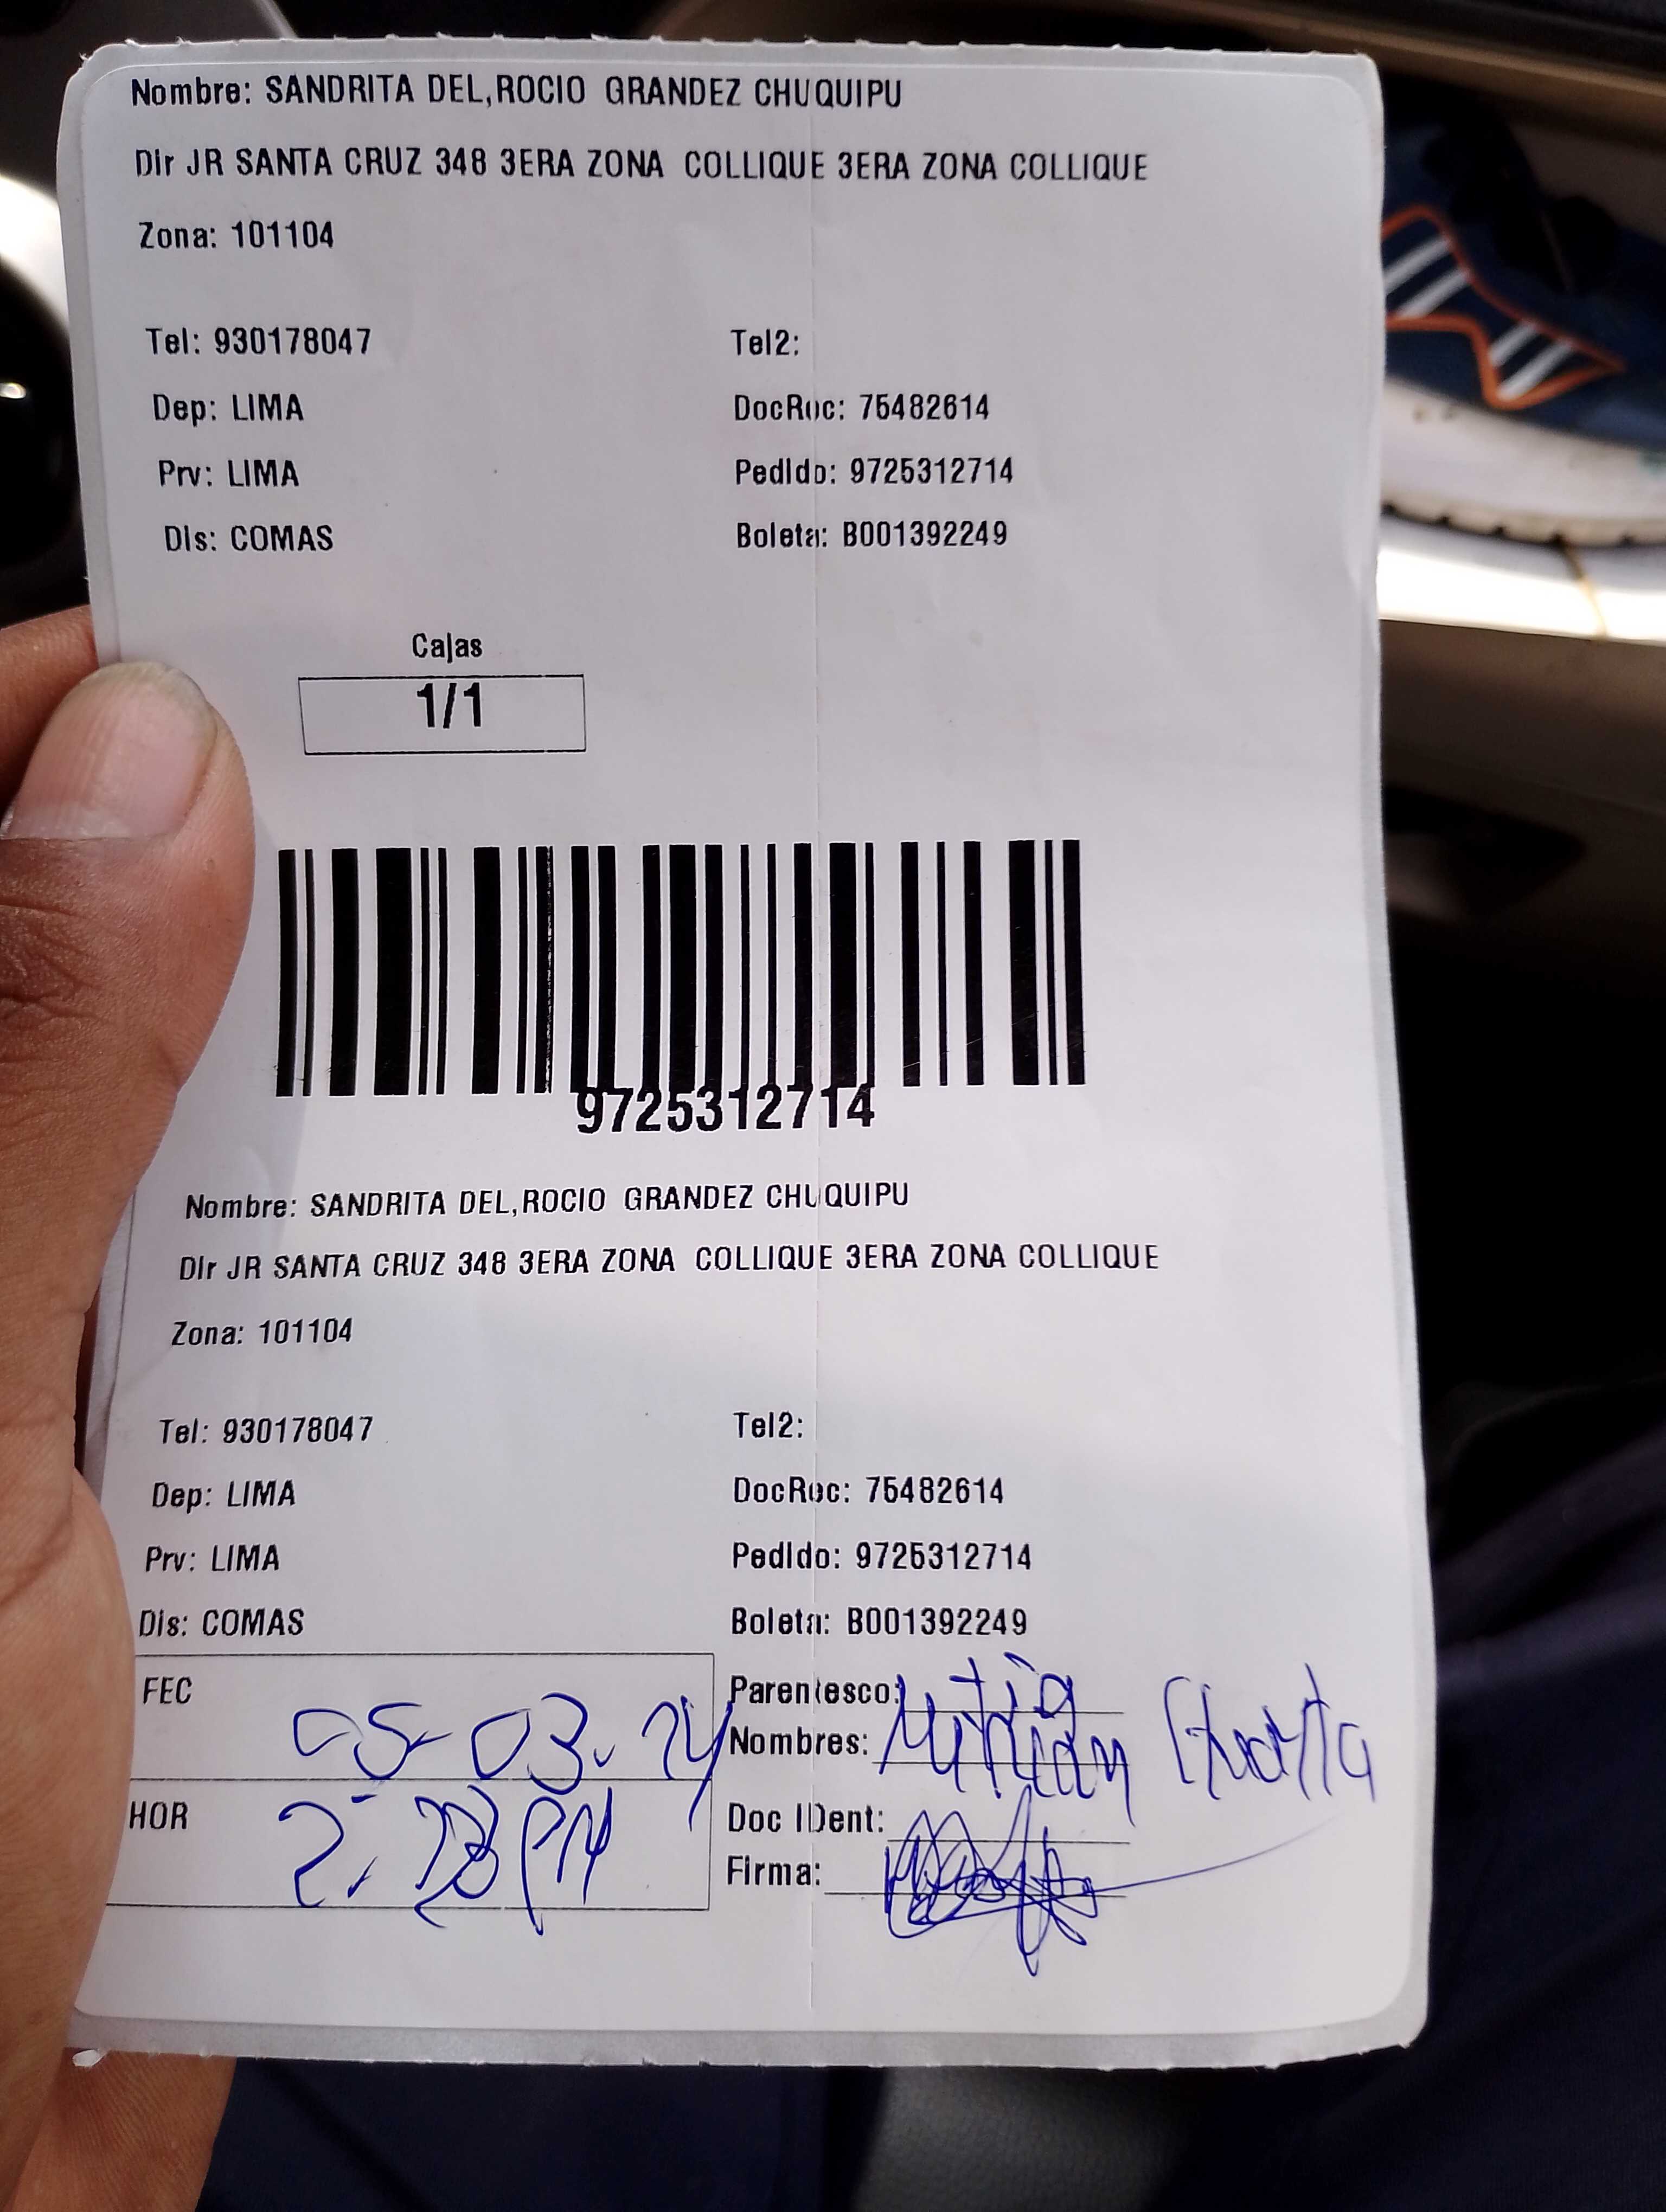 Nombre: SANDRITA DEL,ROCIO GRANDEZ CHUQUIPU
Dir JR SANTA CRUZ 348 3ERA ZONA COLLIQUE 3ERA ZONA COLLIQUE
Zona: 101104
Tel: 930178047 Tel2:
Dep: LIMA DocRuc: 75482614
Prv: LIMA Pedido: 9725312714
Dis: COMAS Boleta: B001392249
Cajas
1/1
9725312714
Nombre: SANDRITA DEL,ROCIO GRANDEZ CHUQUIPU
Dir JR SANTA CRUZ 348 3ERA ZONA COLLIQUE 3ERA ZONA COLLIQUE
Zona: 101104
Tel: 930178047 Tel2:
Dep: LIMA DocRuc: 75482614
Prv: LIMA Pedido: 9725312714
Dis: COMAS Boleta: B001392249
FEC 05-03-24 Parentesco: tia
Nombres:
HOR Doc IDent:
Firma: